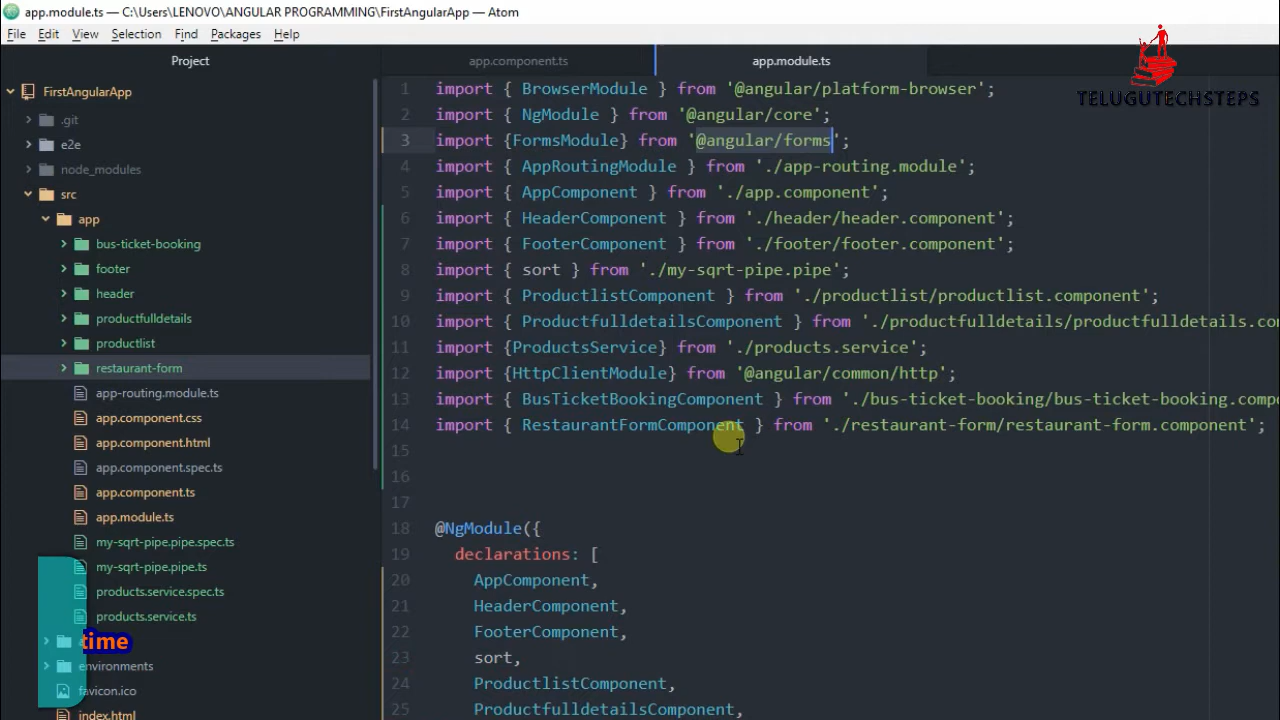 app.module.ts — C:\Users\LENOVO\ANGULAR PROGRAMMING\FirstAngularApp — Atom
File Edit View Selection Find Packages Help
TELUGUTECHSTEPS
Project
FirstAngularApp
.git
e2e
node_modules
src
app
bus-ticket-booking
footer
header
productfulldetails
productlist
restaurant-form
app-routing.module.ts
app.component.css
app.component.html
app.component.spec.ts
app.component.ts
app.module.ts
my-sqrt-pipe.pipe.spec.ts
my-sqrt-pipe.pipe.ts
products.service.spec.ts
products.service.ts
time
environments
favicon.ico
index.html
app.component.ts app.module.ts
1 import { BrowserModule } from '@angular/platform-browser';
2 import { NgModule } from '@angular/core';
3 import {FormsModule} from '@angular/forms';
4 import { AppRoutingModule } from './app-routing.module';
5 import { AppComponent } from './app.component';
6 import { HeaderComponent } from './header/header.component';
7 import { FooterComponent } from './footer/footer.component';
8 import { sort } from './my-sqrt-pipe.pipe';
9 import { ProductlistComponent } from './productlist/productlist.component';
10 import { ProductfulldetailsComponent } from './productfulldetails/productfulldetails.co
11 import {ProductsService} from './products.service';
12 import {HttpClientModule} from '@angular/common/http';
13 import { BusTicketBookingComponent } from './bus-ticket-booking/bus-ticket-booking.comp
14 import { RestaurantFormComponent } from './restaurant-form/restaurant-form.component';
15
16
17
18 @NgModule({
19 declarations: [
20 AppComponent,
21 HeaderComponent,
22 FooterComponent,
23 sort,
24 ProductlistComponent,
25 ProductfulldetailsComponent,